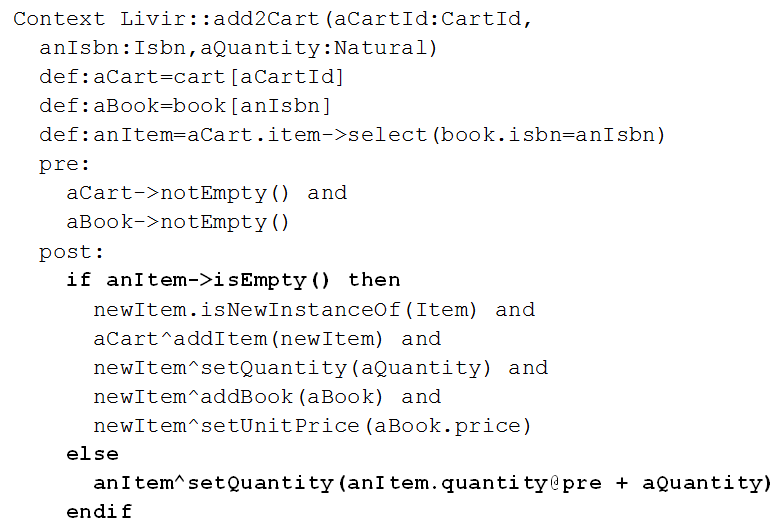 Context Livir::add2Cart(aCartId:CartId,
anIsbn:Isbn,aQuantity:Natural)
def:aCart=cart[aCartId]
def:aBook=book[anIsbn]
def:anItem=aCart.item->select(book.isbn=anIsbn)
pre:
aCart->notEmpty() and
aBook->notEmpty()
post:
if anItem->isEmpty() then
newItem.isNewInstanceOf(Item) and
aCart^addItem(newItem) and
newItem^setQuantity(aQuantity) and
newItem^addBook(aBook) and
newItem^setUnitPrice(aBook.price)
else
anItem^setQuantity(anItem.quantity@pre + aQuantity)
endif